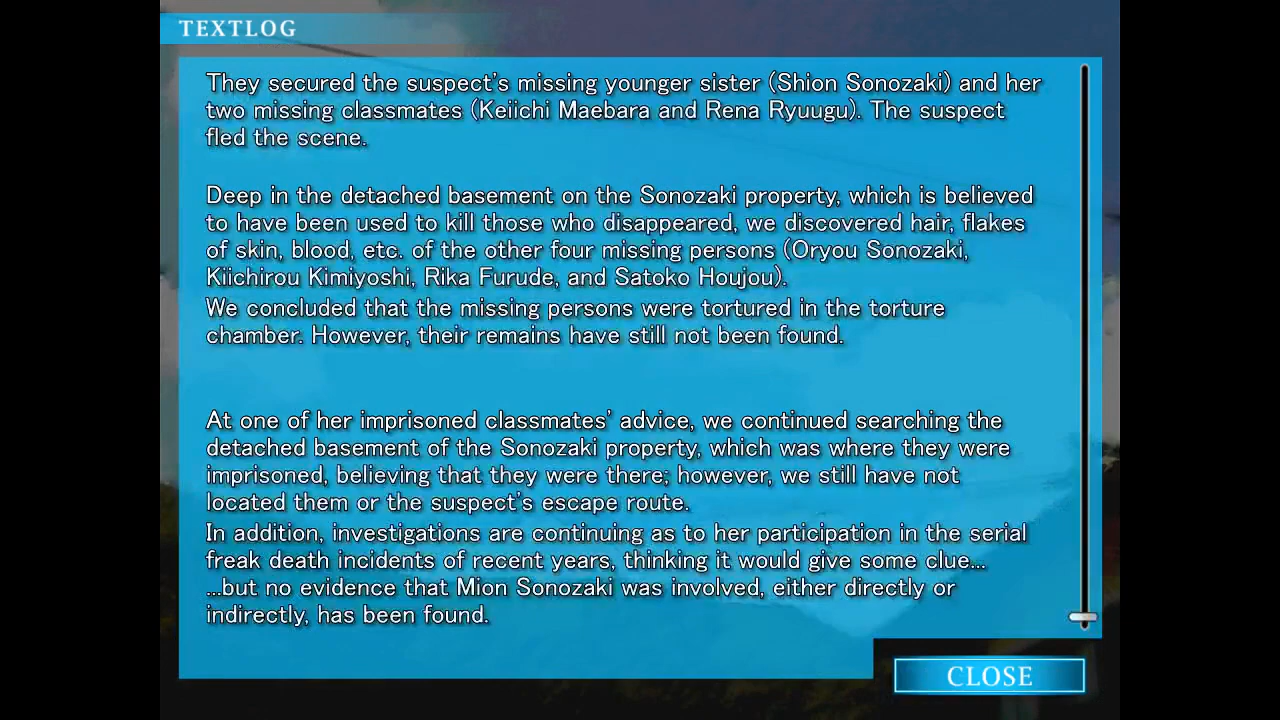 TEXTLOG
They secured the suspect's missing younger sister (Shion Sonozaki) and her
two missing classmates (Keiichi Maebara and Rena Ryuugu). The suspect
fled the scene.
Deep in the detached basement on the Sonozaki property, which is believed
to have been used to kill those who disappeared, we discovered hair, flakes
of skin, blood, etc. of the other four missing persons (Oryou Sonozaki,
Kiichirou Kimiyoshi, Rika Furude, and Satoko Houjou).
We concluded that the missing persons were tortured in the torture
chamber. However, their remains have still not been found.
At one of her imprisoned classmates' advice, we continued searching the
detached basement of the Sonozaki property, which was where they were
imprisoned, believing that they were there; however, we still have not
located them or the suspect's escape route.
In addition, investigations are continuing as to her participation in the serial
freak death incidents of recent years, thinking it would give some clue...
...but no evidence that Mion Sonozaki was involved, either directly or
indirectly, has been found.
CLOSE